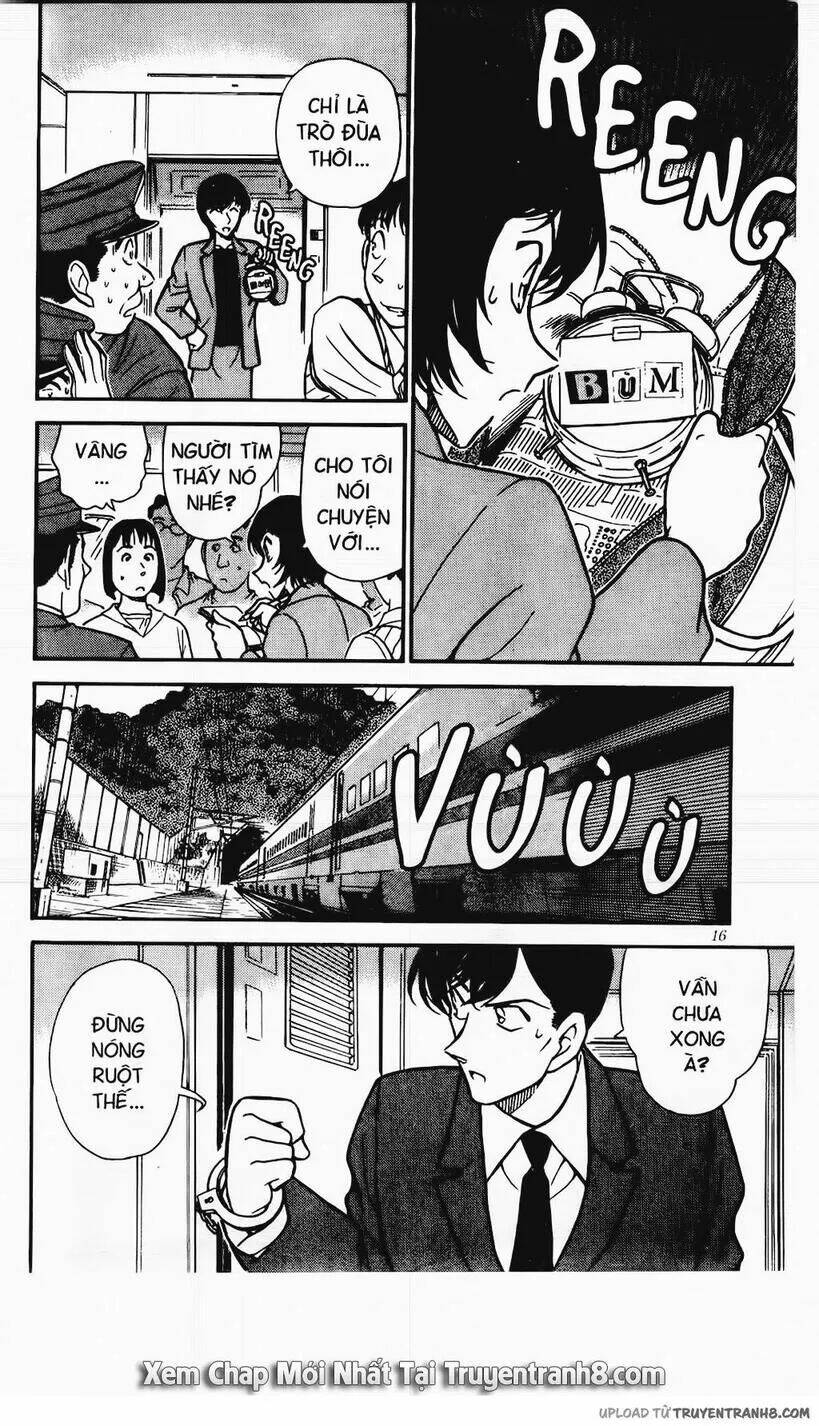 REENG
BÙM
CHỈ LÀ
TRÒ ĐÙA
THÔI...
REENG
CHO TÔI
NÓI
CHUYỆN
VỚI...
NGƯỜI TÌM
THẤY NÓ
NHÉ?
VÂNG
...
VÙÙÙ
16
VẪN
CHƯA
XONG
À?
ĐỪNG
NÓNG
RUỘT
THẾ...
Xem Chap Mới Nhất Tại Truyentranh8.com
UPLOAD TỪ TRUYENTRANH8.COM